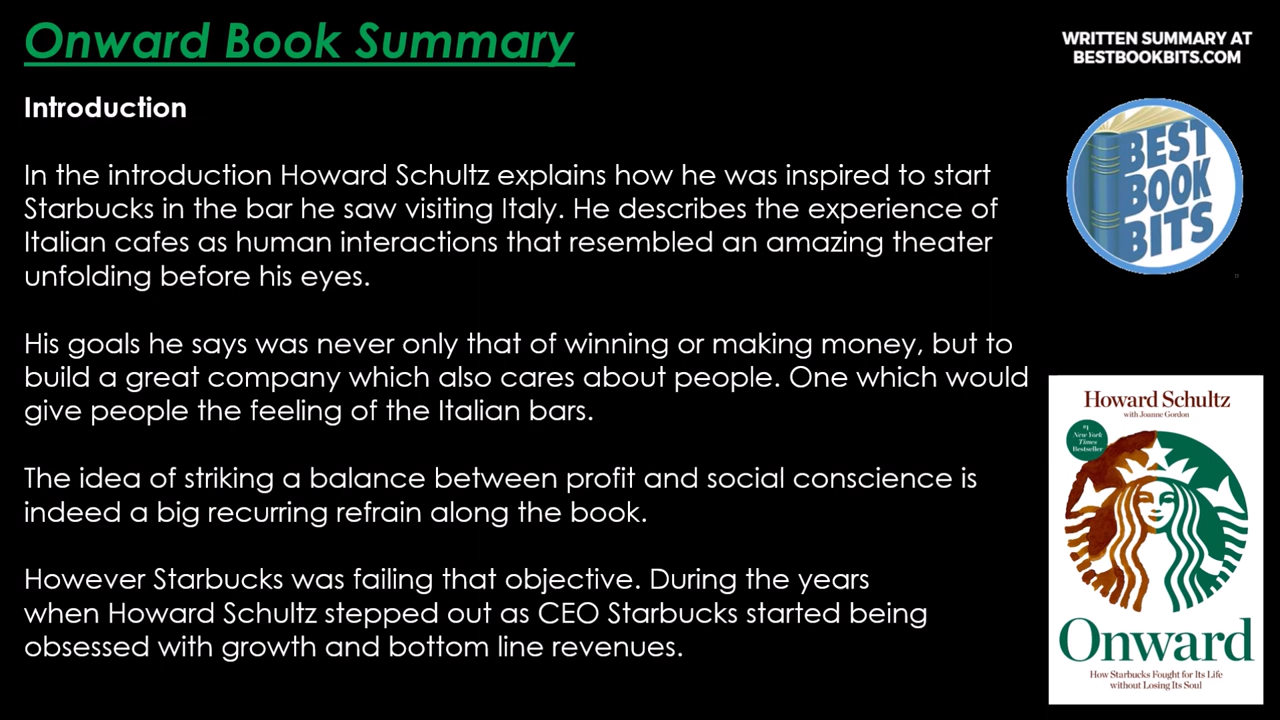 Onward Book Summary
WRITTEN SUMMARY AT
BESTBOOKBITS.COM
Introduction
In the introduction Howard Schultz explains how he was inspired to start
Starbucks in the bar he saw visiting Italy. He describes the experience of
Italian cafes as human interactions that resembled an amazing theater
unfolding before his eyes.
His goals he says was never only that of winning or making money, but to
build a great company which also cares about people. One which would
give people the feeling of the Italian bars.
The idea of striking a balance between profit and social conscience is
indeed a big recurring refrain along the book.
However Starbucks was failing that objective. During the years
when Howard Schultz stepped out as CEO Starbucks started being
obsessed with growth and bottom line revenues.
BEST
BOOK
BITS
Howard Schultz
with Joanne Gordon
#1
New York
Times
Bestseller
Onward
How Starbucks Fought for Its Life
without Losing Its Soul